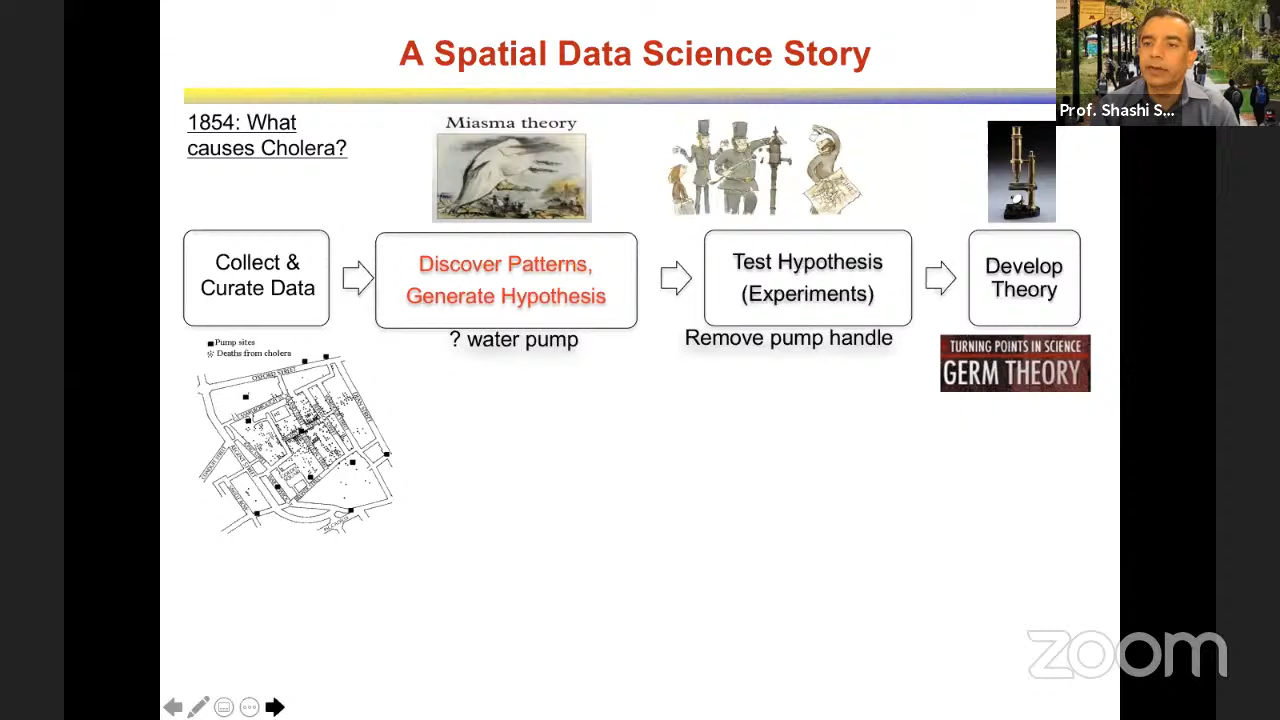 A Spatial Data Science Story
Prof. Shashi S...
1854: What
causes Cholera?
Miasma theory
Collect &
Curate Data
Discover Patterns,
Generate Hypothesis
Test Hypothesis
(Experiments)
Develop
Theory
? water pump
Remove pump handle
Pump sites
Deaths from cholera
OXFORD STREET
TURNING POINTS IN SCIENCE
GERM THEORY
zoom